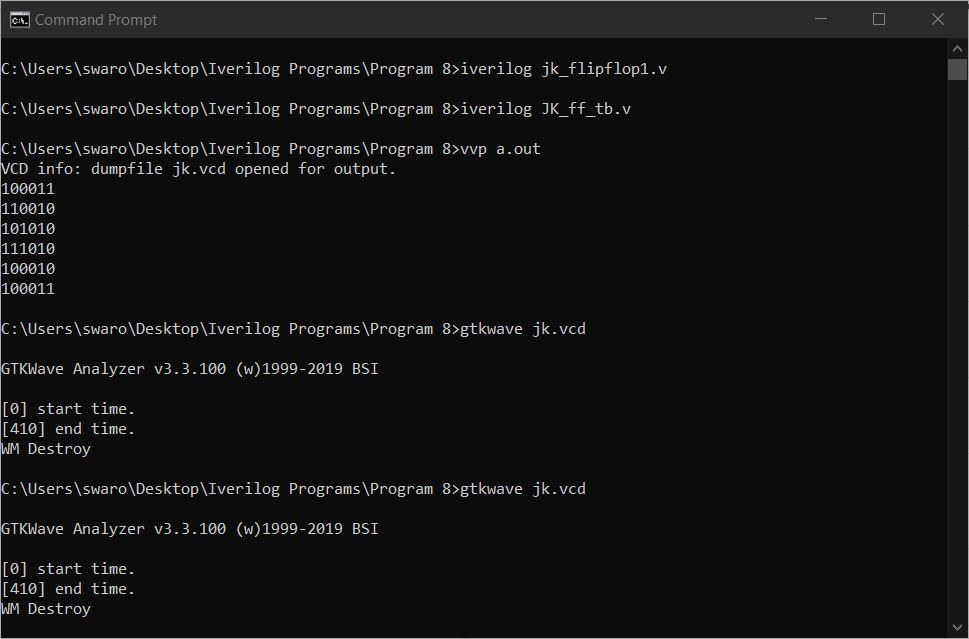 Command Prompt
C:\Users\swaro\Desktop\Iverilog Programs\Program 8>iverilog jk_flipflop1.v
C:\Users\swaro\Desktop\Iverilog Programs\Program 8>iverilog JK_ff_tb.v
C:\Users\swaro\Desktop\Iverilog Programs\Program 8>vvp a.out
VCD info: dumpfile jk.vcd opened for output.
100011
110010
101010
111010
100010
100011
C:\Users\swaro\Desktop\Iverilog Programs\Program 8>gtkwave jk.vcd
GTKWave Analyzer v3.3.100 (w)1999-2019 BSI
[0] start time.
[410] end time.
WM Destroy
C:\Users\swaro\Desktop\Iverilog Programs\Program 8>gtkwave jk.vcd
GTKWave Analyzer v3.3.100 (w)1999-2019 BSI
[0] start time.
[410] end time.
WM Destroy